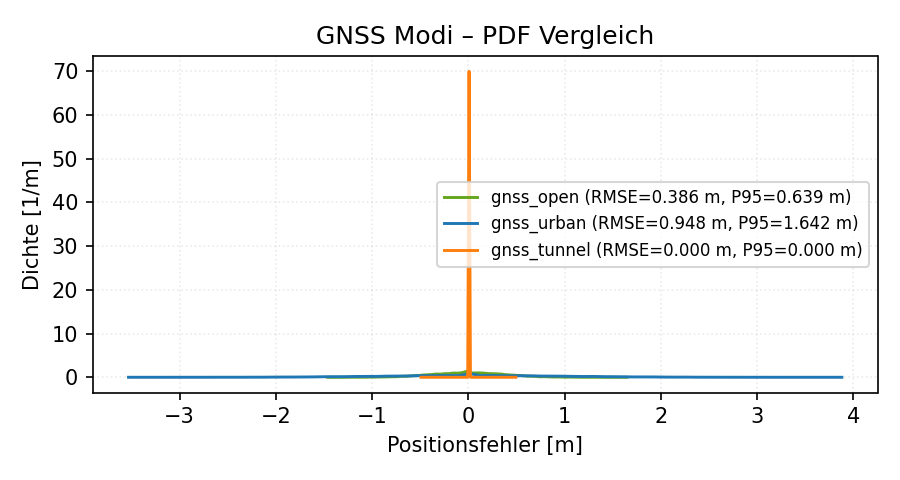 GNSS Modi – PDF Vergleich
Dichte [1/m]
70
60
50
40
30
20
10
0
gnss_open (RMSE=0.386 m, P95=0.639 m)
gnss_urban (RMSE=0.948 m, P95=1.642 m)
gnss_tunnel (RMSE=0.000 m, P95=0.000 m)
−3 −2 −1 0 1 2 3 4
Positionsfehler [m]